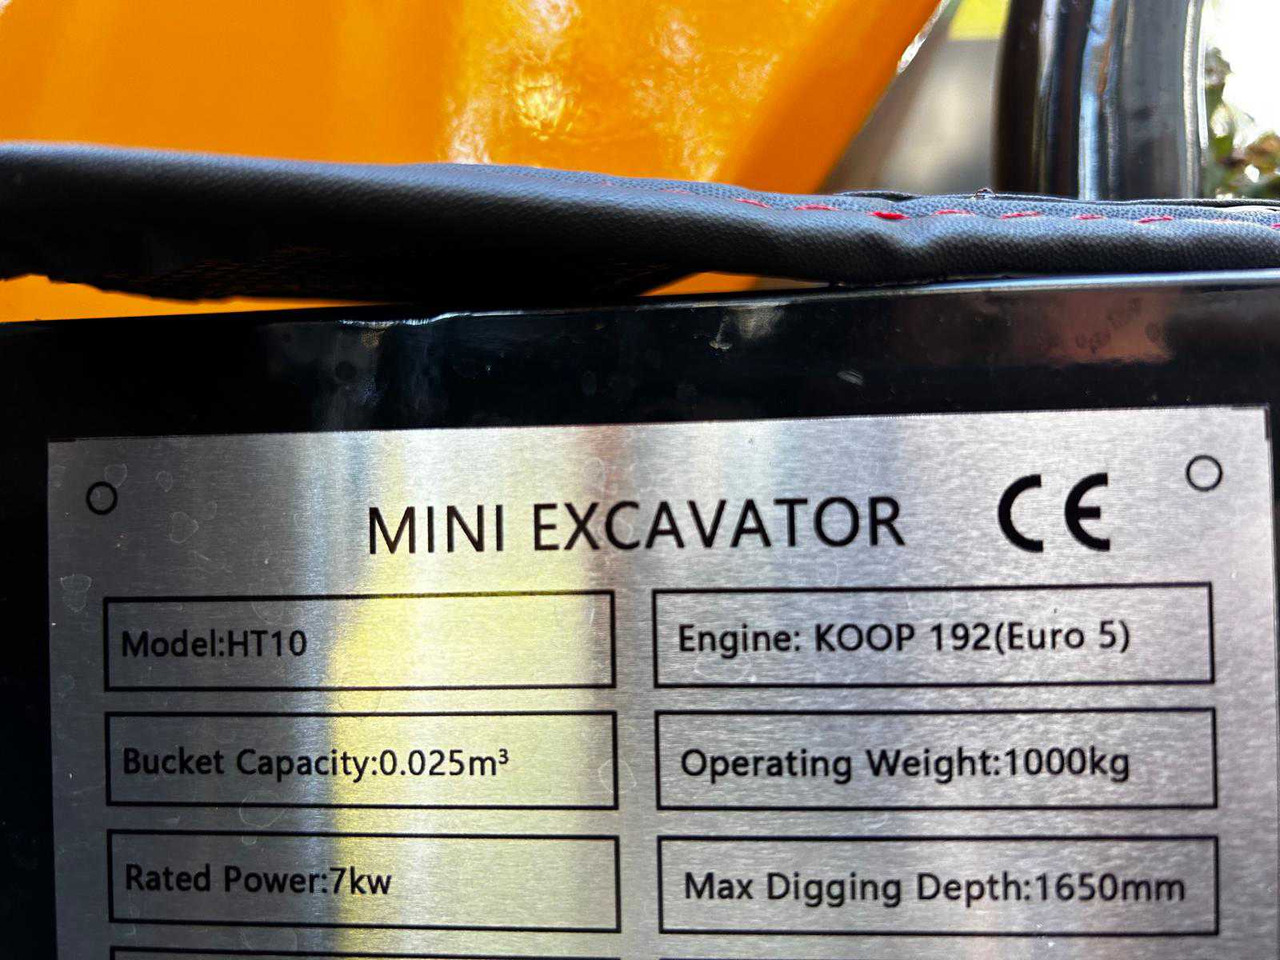 MINI EXCAVATOR CE
Model:HT10
Engine: KOOP 192(Euro 5)
Bucket Capacity:0.025m³
Operating Weight:1000kg
Rated Power:7kw
Max Digging Depth:1650mm